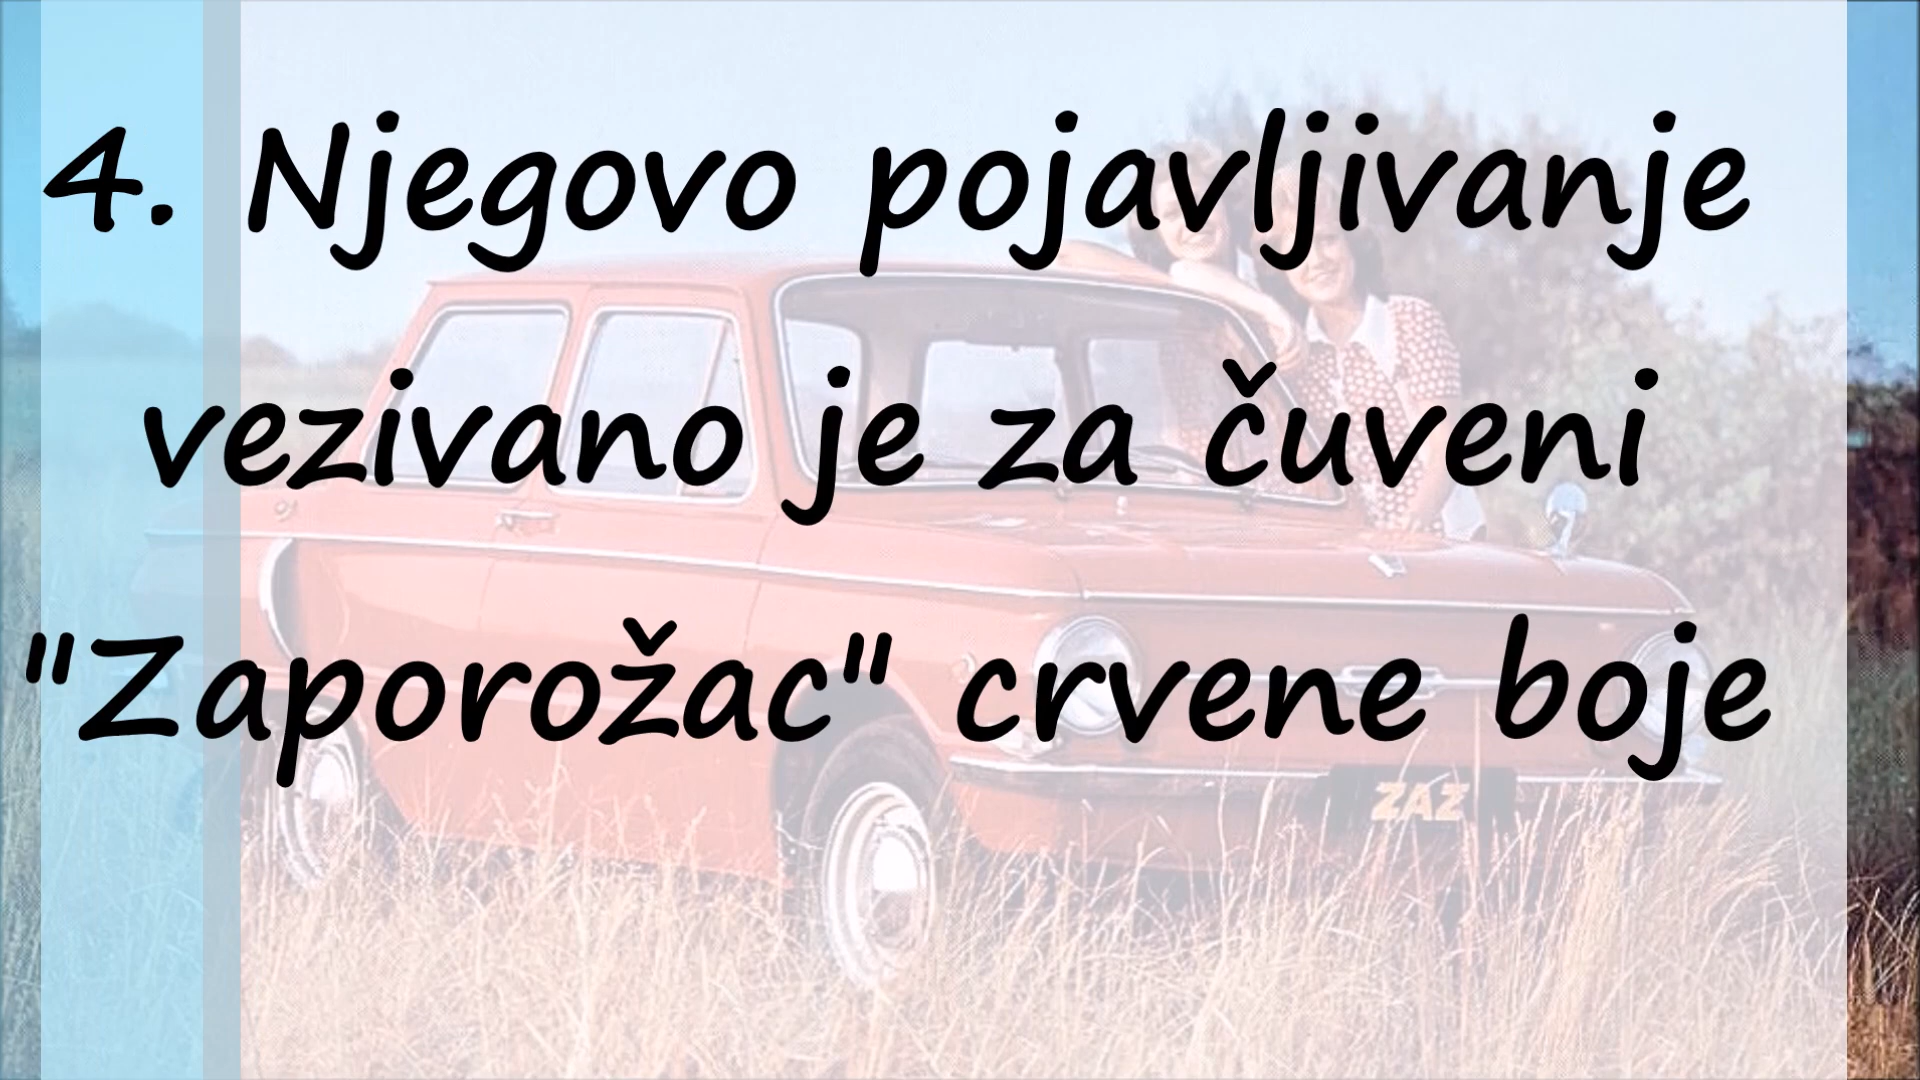 4. Njegovo pojavljivanje
vezivano je za čuveni
"Zaporožac" crvene boje
ZAZ